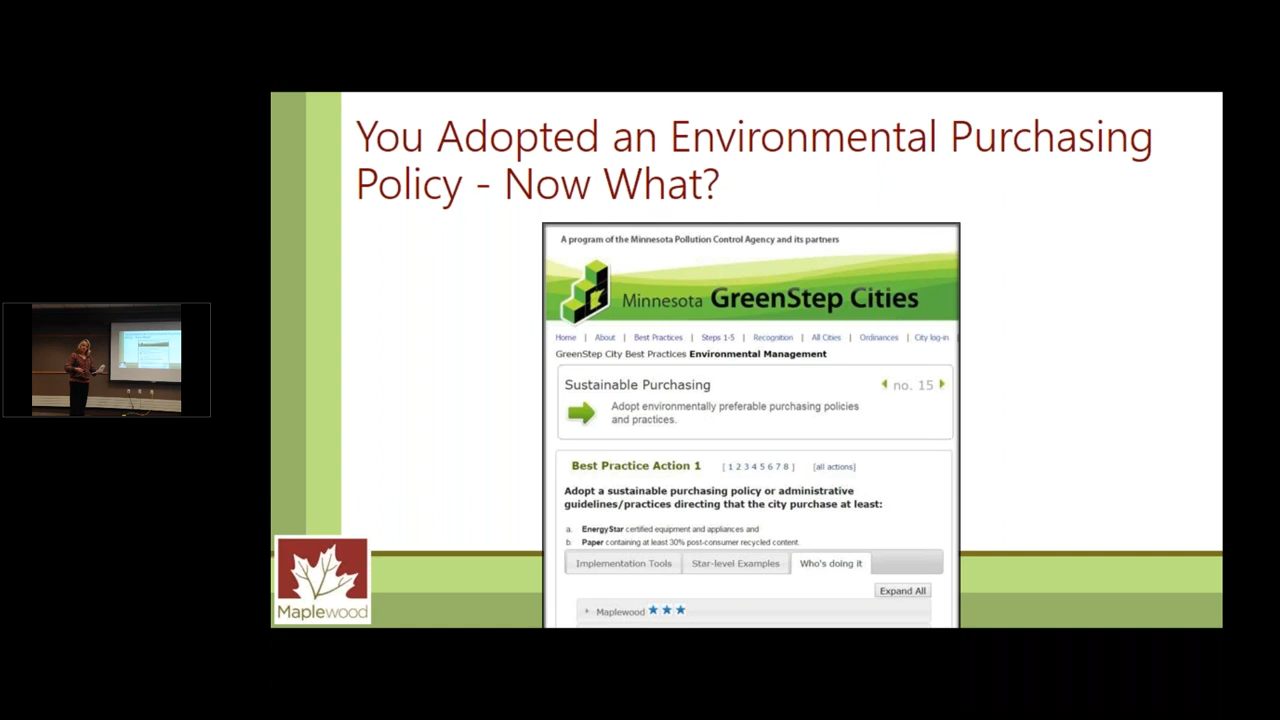 You Adopted an Environmental Purchasing
Policy - Now What?
A program of the Minnesota Pollution Control Agency and its partners
Minnesota GreenStep Cities
Home | About | Best Practices | Steps 1-5 | Recognition | All Cities | Ordinances | City log-in |
GreenStep City Best Practices Environmental Management
Sustainable Purchasing
no. 15
Adopt environmentally preferable purchasing policies
and practices.
Best Practice Action 1 [ 1 2 3 4 5 6 7 8 ] [all actions]
Adopt a sustainable purchasing policy or administrative
guidelines/practices directing that the city purchase at least:
a. EnergyStar certified equipment and appliances and
b. Paper containing at least 30% post-consumer recycled content.
Implementation Tools Star-level Examples Who's doing it
Expand All
Maplewood
Maplewood